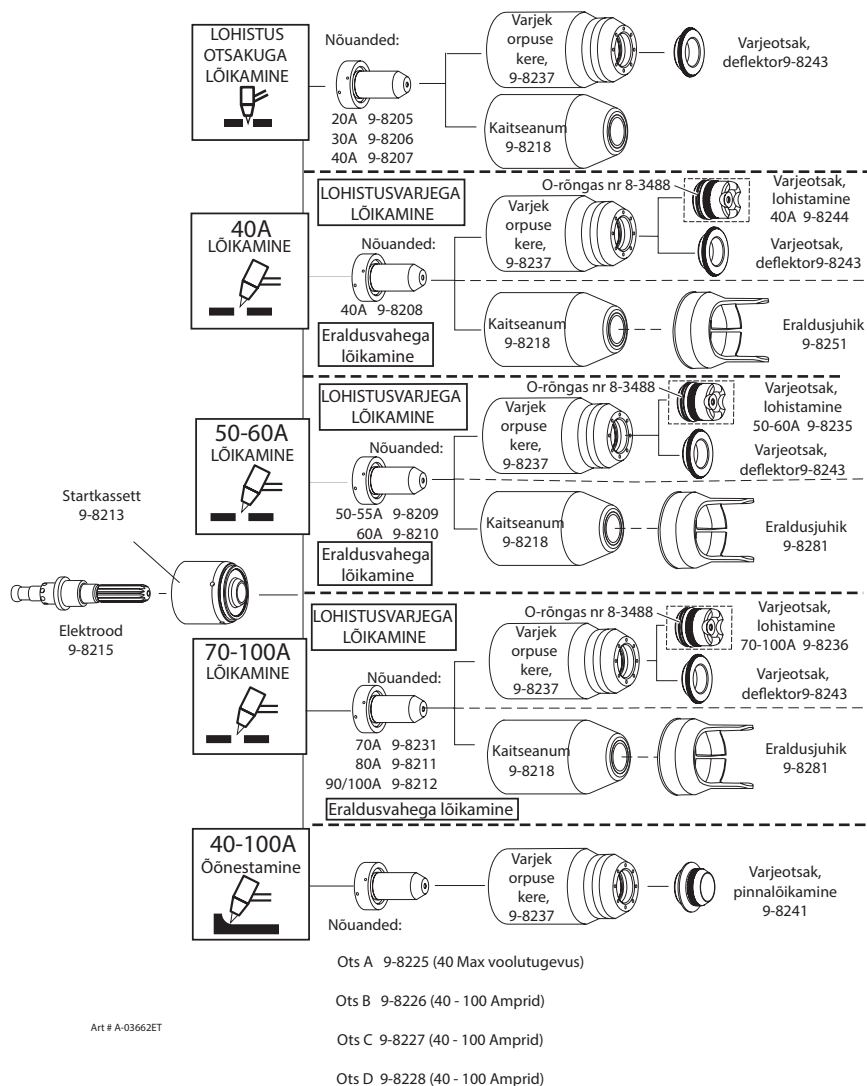 LOHISTUS
OTSAKUGA
LÕIKAMINE
Nõuanded:
20A 9-8205
30A 9-8206
40A 9-8207
Varjek
orpuse
kere,
9-8237
Varjeotsak,
deflektor9-8243
Kaitseanum
9-8218
40A
LÕIKAMINE
LOHISTUSVARJEGA
LÕIKAMINE
Nõuanded:
40A 9-8208
Eraldusvahega
lõikamine
Varjek
orpuse
kere,
9-8237
O-rõngas nr 8-3488
Varjeotsak,
lohistamine
40A 9-8244
Varjeotsak,
deflektor9-8243
Kaitseanum
9-8218
Eraldusjuhik
9-8251
50-60A
LÕIKAMINE
LOHISTUSVARJEGA
LÕIKAMINE
Nõuanded:
50-55A 9-8209
60A 9-8210
Eraldusvahega
lõikamine
Varjek
orpuse
kere,
9-8237
O-rõngas nr 8-3488
Varjeotsak,
lohistamine
50-60A 9-8235
Varjeotsak,
deflektor9-8243
Kaitseanum
9-8218
Eraldusjuhik
9-8281
Startkassett
9-8213
Elektrood
9-8215
70-100A
LÕIKAMINE
LOHISTUSVARJEGA
LÕIKAMINE
Nõuanded:
70A 9-8231
80A 9-8211
90/100A 9-8212
Eraldusvahega lõikamine
Varjek
orpuse
kere,
9-8237
O-rõngas nr 8-3488
Varjeotsak,
lohistamine
70-100A 9-8236
Varjeotsak,
deflektor9-8243
Kaitseanum
9-8218
Eraldusjuhik
9-8281
40-100A
Õõnestamine
Nõuanded:
Varjek
orpuse
kere,
9-8237
Varjeotsak,
pinnalõikamine
9-8241
Ots A 9-8225 (40 Max voolutugevus)
Ots B 9-8226 (40 - 100 Amprid)
Ots C 9-8227 (40 - 100 Amprid)
Ots D 9-8228 (40 - 100 Amprid)
Art # A-03662ET